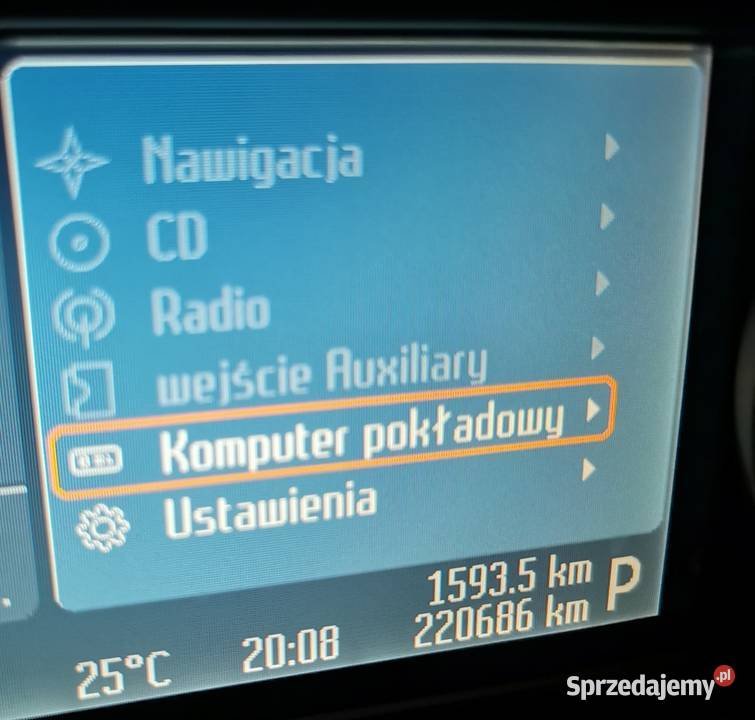 Nawigacja
CD
Radio
wejście Auxiliary
Komputer pokładowy
Ustawienia
1593.5 km
220686 km P
25°C 20:08
Sprzedajemy.pl